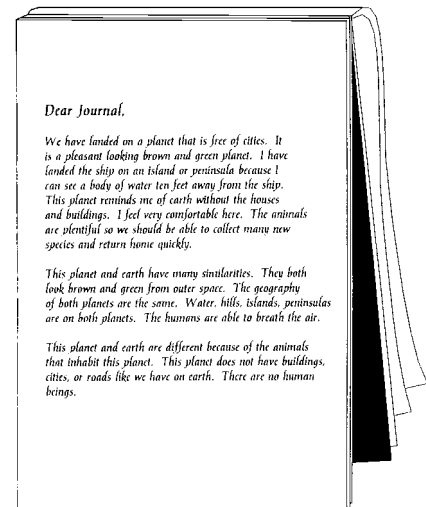 Dear Journal,
We have landed on a planet that is free of cities. It
is a pleasant looking brown and green planet. I have
landed the ship on an island or peninsula because I
can see a body of water ten feet away from the ship.
This planet reminds me of earth without the houses
and buildings. I feel very comfortable here. The animals
are plentiful so we should be able to collect many new
species and return home quickly.
This planet and earth have many similarities. They both
look brown and green from outer space. The geography
of both planets are the same. Water, hills, islands, peninsulas
are on both planets. The humans are able to breath the air.
This planet and earth are different because of the animals
that inhabit this planet. This planet does not have buildings,
cities, or roads like we have on earth. There are no human
beings.